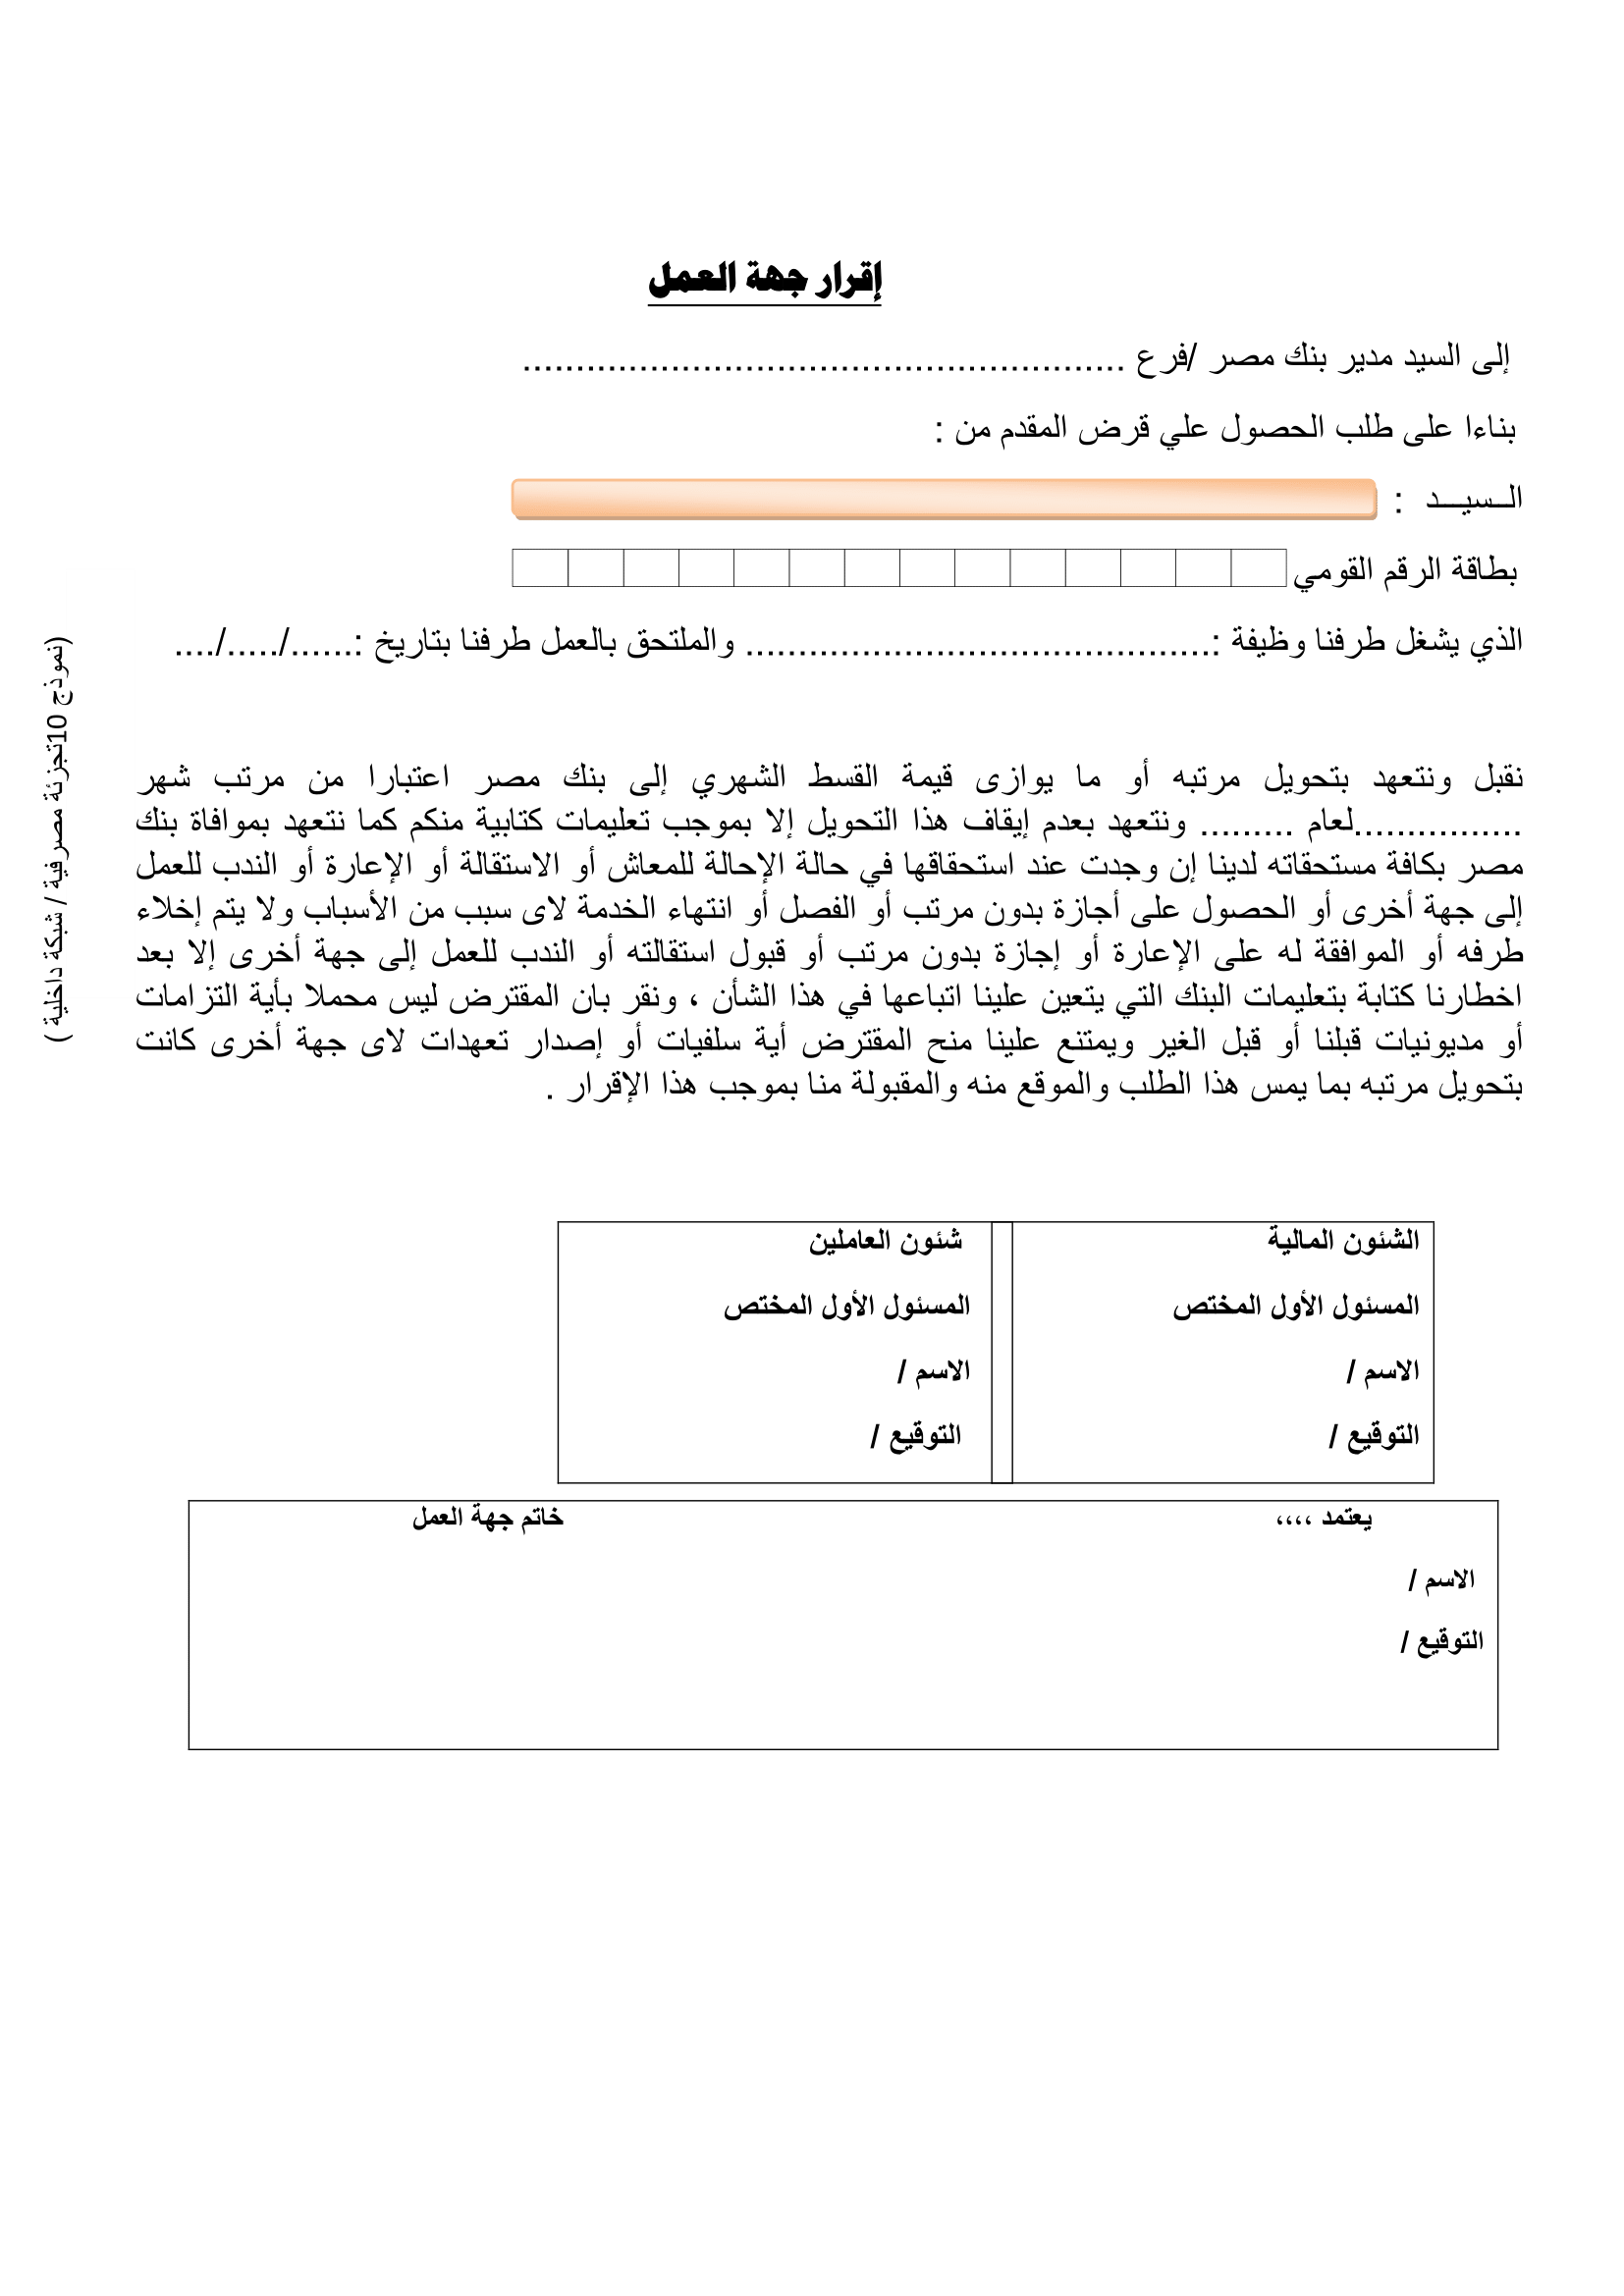 إقرار جهة العمل
إلى السيد مدير بنك مصر /فرع .........................................................
بناءا على طلب الحصول علي قرض المقدم من :
الــسيـــد :
بطاقة الرقم القومي
الذي يشغل طرفنا وظيفة :............................................ والملتحق بالعمل طرفنا بتاريخ :....../...../....
نقبل ونتعهد بتحويل مرتبه أو ما يوازى قيمة القسط الشهري إلى بنك مصر اعتبارا من مرتب شهر
................لعام ......... ونتعهد بعدم إيقاف هذا التحويل إلا بموجب تعليمات كتابية منكم كما نتعهد بموافاة بنك
مصر بكافة مستحقاته لدينا إن وجدت عند استحقاقها في حالة الإحالة للمعاش أو الاستقالة أو الإعارة أو الندب للعمل
إلى جهة أخرى أو الحصول على أجازة بدون مرتب أو الفصل أو انتهاء الخدمة لاى سبب من الأسباب ولا يتم إخلاء
طرفه أو الموافقة له على الإعارة أو إجازة بدون مرتب أو قبول استقالته أو الندب للعمل إلى جهة أخرى إلا بعد
اخطارنا كتابة بتعليمات البنك التي يتعين علينا اتباعها في هذا الشأن ، ونقر بان المقترض ليس محملا بأية التزامات
أو مديونيات قبلنا أو قبل الغير ويمتنع علينا منح المقترض أية سلفيات أو إصدار تعهدات لاى جهة أخرى كانت
بتحويل مرتبه بما يمس هذا الطلب والموقع منه والمقبولة منا بموجب هذا الإقرار .
(نموذج 10تجزئة مصرفية / شبكة داخلية )
الشئون المالية
المسئول الأول المختص
الاسم /
التوقيع /
شئون العاملين
المسئول الأول المختص
الاسم /
التوقيع /
يعتمد ،،،، خاتم جهة العمل
الاسم /
التوقيع /